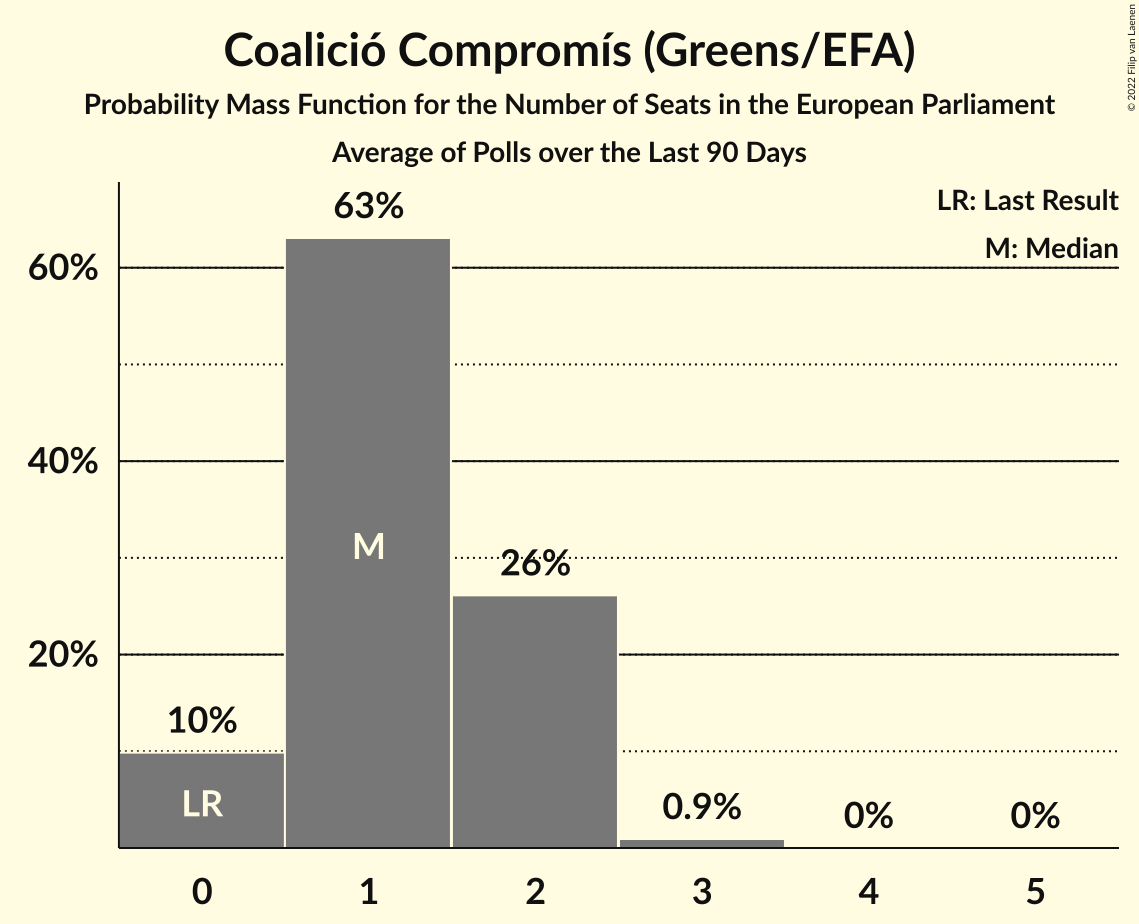 Coalició Compromís (Greens/EFA)
Probability Mass Function for the Number of Seats in the European Parliament
Average of Polls over the Last 90 Days
© 2022 Filip van Laenen
LR: Last Result
M: Median
63%
60%
40%
M
26%
20%
10%
LR
0.9%
0%
0%
0 1 2 3 4 5